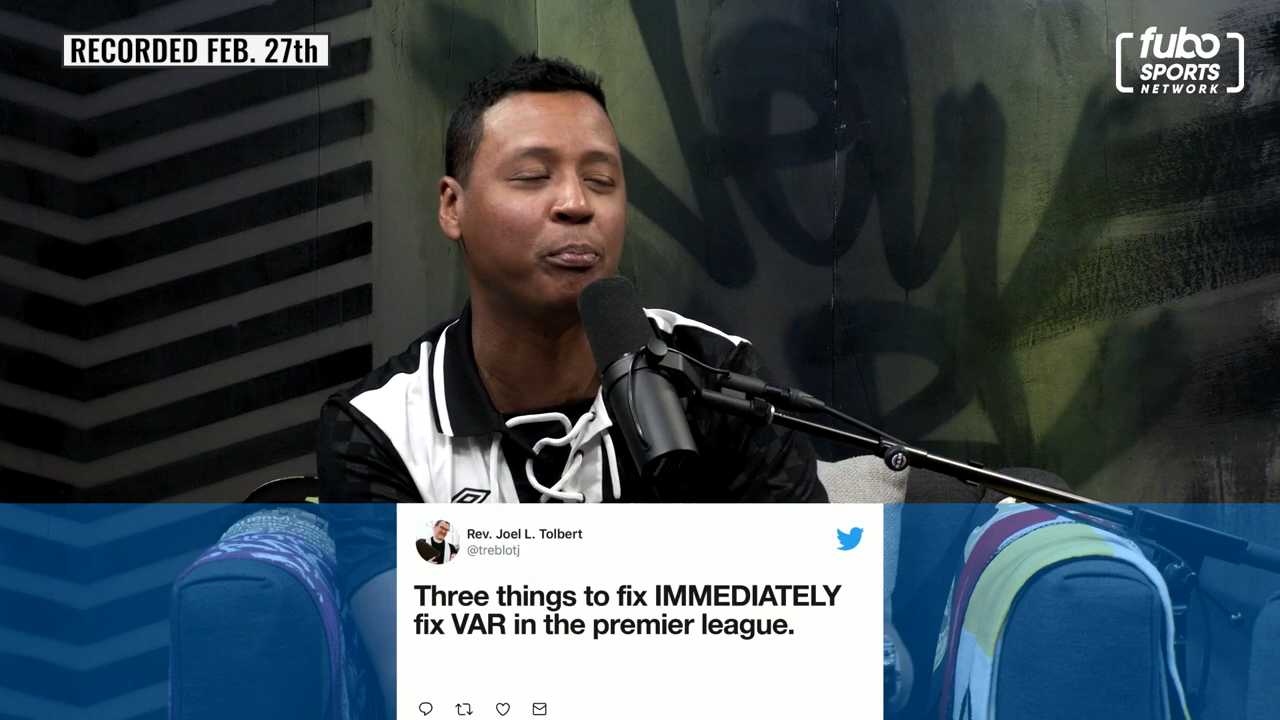 RECORDED FEB. 27th
fubo
SPORTS
NETWORK
Rev. Joel L. Tolbert
@treblotj
Three things to fix IMMEDIATELY
fix VAR in the premier league.